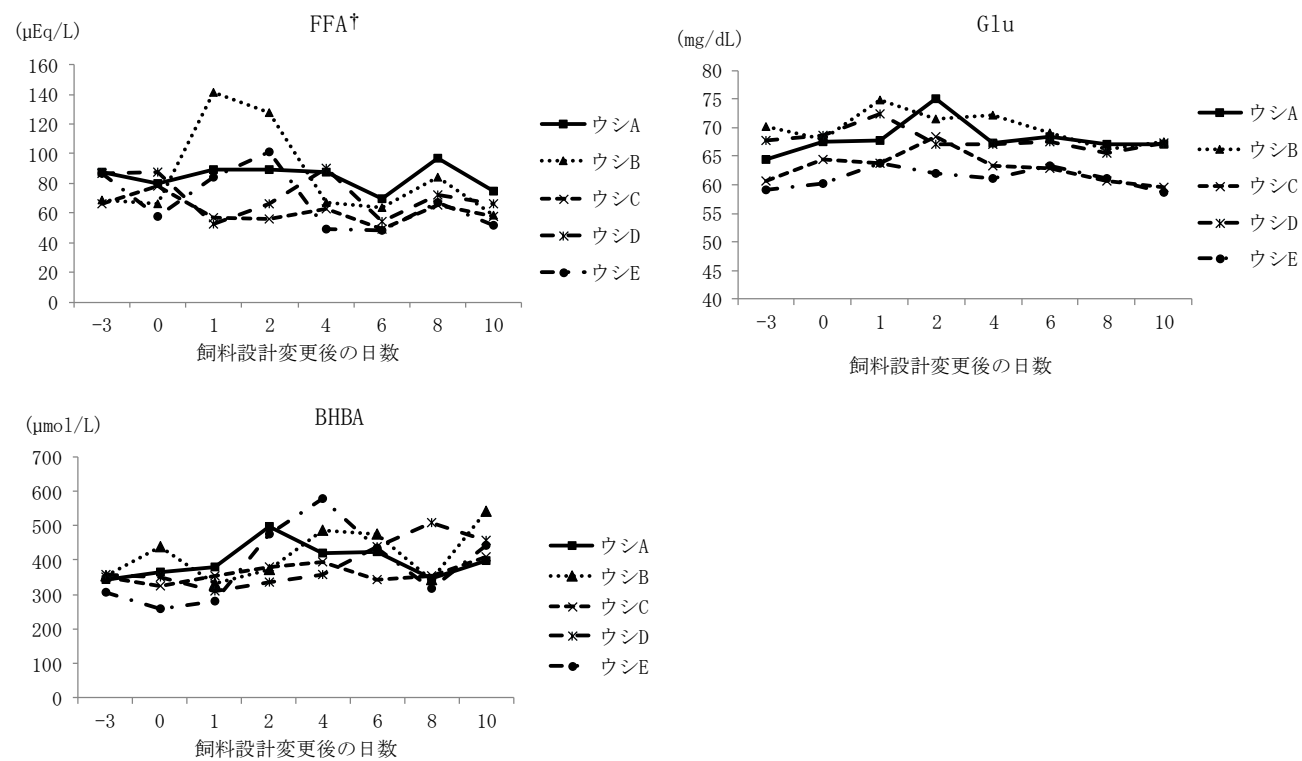 FFA†
(μEq/L)
160
140
120
100
80
60
40
20
0
-3 0 1 2 4 6 8 10
飼料設計変更後の日数
ウシA
ウシB
ウシC
ウシD
ウシE
Glu
(mg/dL)
80
75
70
65
60
55
50
45
40
-3 0 1 2 4 6 8 10
飼料設計変更後の日数
ウシA
ウシB
ウシC
ウシD
ウシE
BHBA
(μmol/L)
700
600
500
400
300
200
100
0
-3 0 1 2 4 6 8 10
飼料設計変更後の日数
ウシA
ウシB
ウシC
ウシD
ウシE